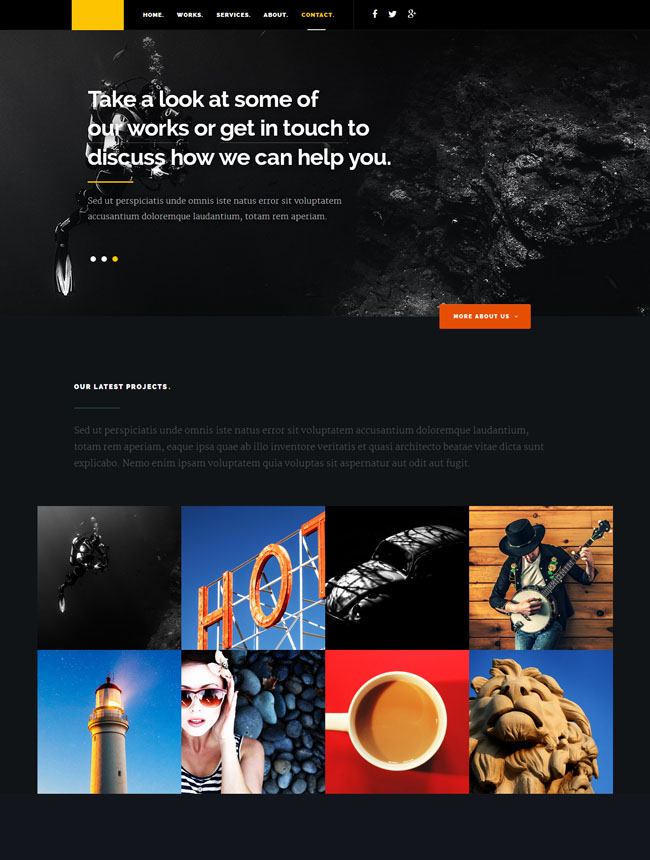 HOME. WORKS. SERVICES. ABOUT. CONTACT.
Take a look at some of
our works or get in touch to
discuss how we can help you.
Sed ut perspiciatis unde omnis iste natus error sit voluptatem
accusantium doloremque laudantium, totam rem aperiam.
MORE ABOUT US
OUR LATEST PROJECTS.
Sed ut perspiciatis unde omnis iste natus error sit voluptatem accusantium doloremque laudantium,
totam rem aperiam, eaque ipsa quae ab illo inventore veritatis et quasi architecto beatae vitae dicta sunt
explicabo. Nemo enim ipsam voluptatem quia voluptas sit aspernatur aut odit aut fugit.
HOT